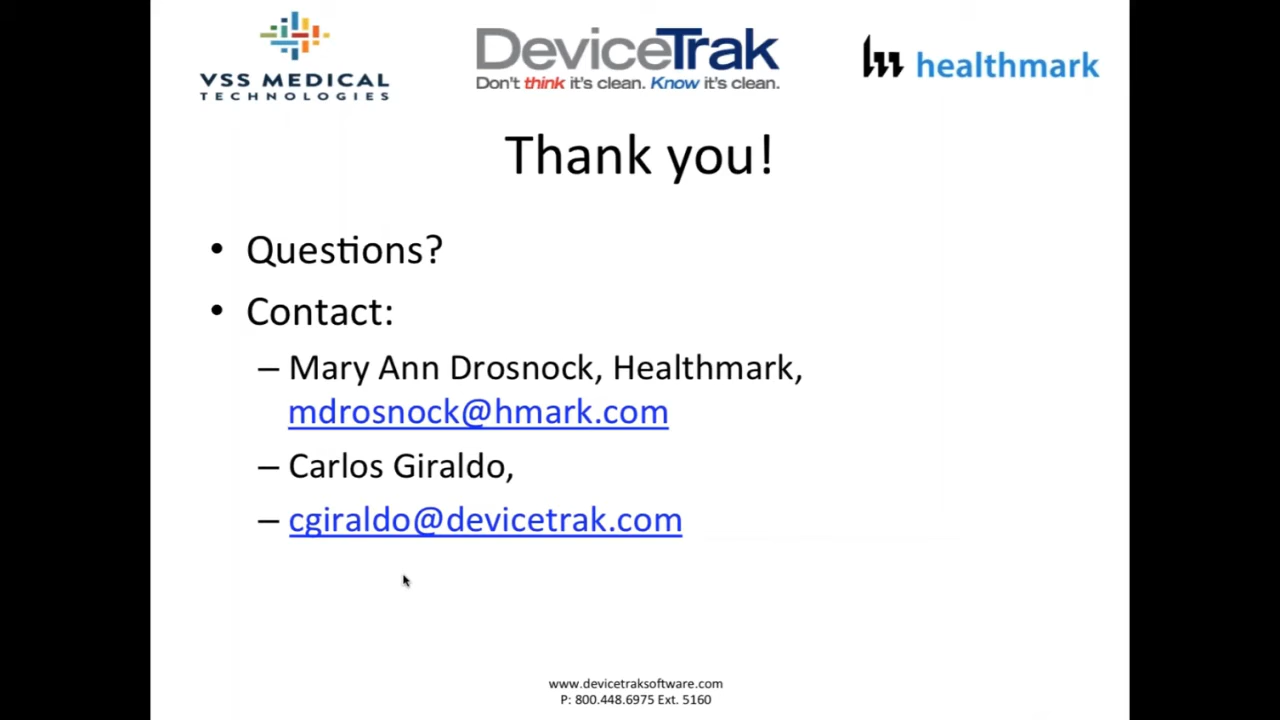 VSS MEDICAL
TECHNOLOGIES
DeviceTrak
Don't think it's clean. Know it's clean.
healthmark
Thank you!
• Questions?
• Contact:
– Mary Ann Drosnock, Healthmark,
mdrosnock@hmark.com
– Carlos Giraldo,
– cgiraldo@devicetrak.com
www.devicetraksoftware.com
P: 800.448.6975 Ext. 5160